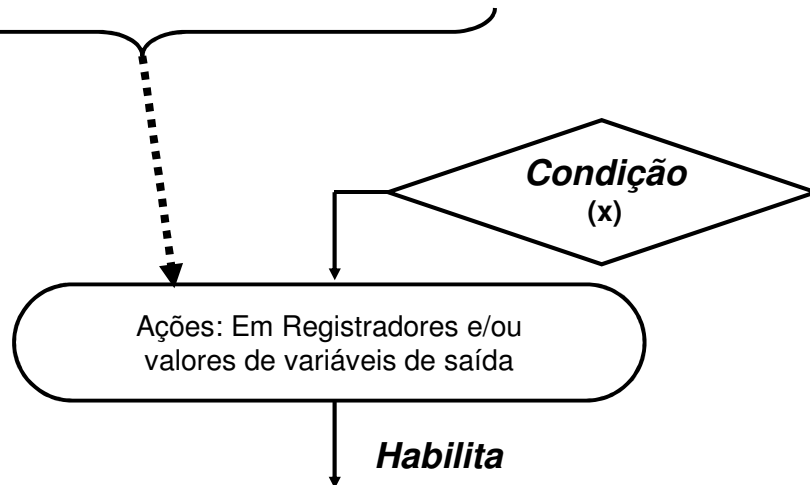 Condição
(x)
Ações: Em Registradores e/ou
valores de variáveis de saída
Habilita